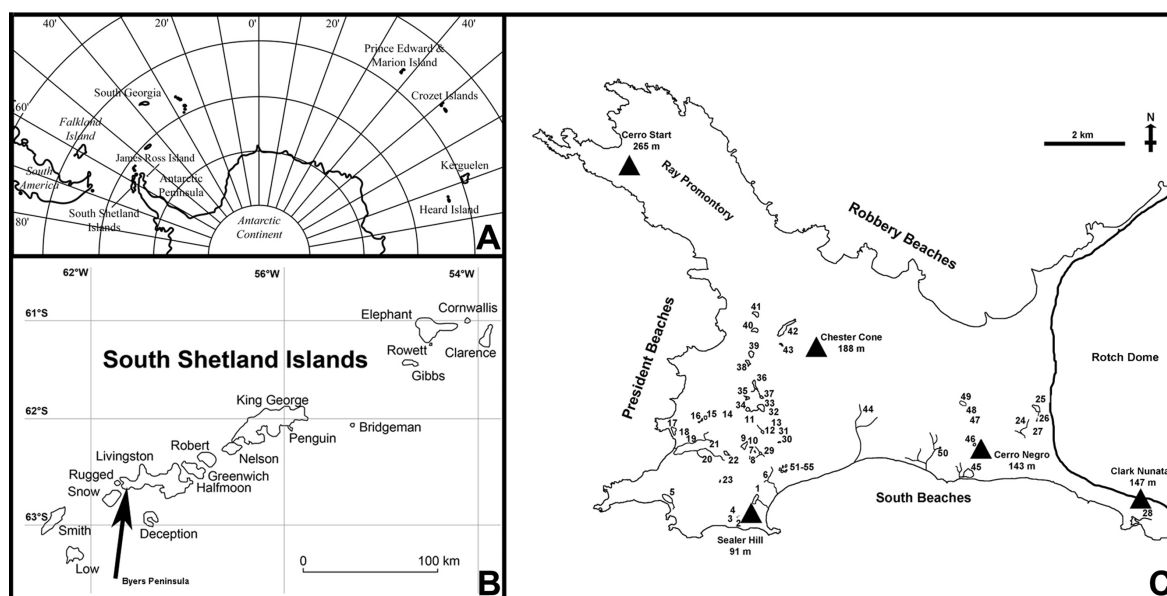 40'
20'
0'
20'
40'
Prince Edward &
Marion Island
South Georgia
Crozet Islands
60'
Falkland
Island
James Ross Island
Kerguelen
South
America
Antarctic
Peninsula
South Shetland
Islands
Heard Island
80'
Antarctic
Continent
A
62°W
56°W
54°W
61°S
Elephant
Cornwallis
Rowett
Clarence
Gibbs
South Shetland Islands
King George
62°S
Penguin
Bridgeman
Robert
Nelson
Livingston
Greenwich
Rugged
Halfmoon
Snow
63°S
Smith
Deception
Low
0
100 km
Byers Peninsula
B
Cerro Start
265 m
2 km
N
Ray Promontory
Robbery Beaches
President Beaches
41
40
42
43
39
38
Chester Cone
188 m
Rotch Dome
36
35
37
34
33
32
16
15
14
11
13
17
18
12
31
19
21
9
10
30
7
29
20
22
8
44
49
48
47
25
24
26
27
46
Cerro Negro
143 m
50
45
51-55
6
23
5
1
4
3
2
South Beaches
Clark Nunata
147 m
28
Sealer Hill
91 m
C